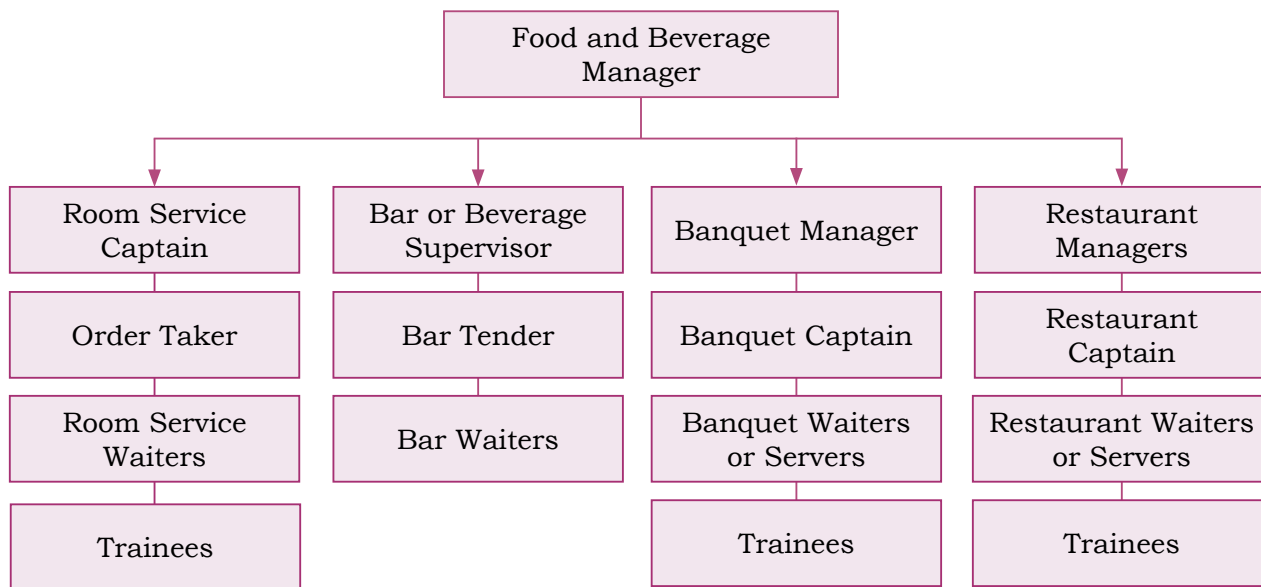 Food and Beverage
Manager
Room Service
Captain
Bar or Beverage
Supervisor
Banquet Manager
Restaurant
Managers
Order Taker
Bar Tender
Banquet Captain
Restaurant
Captain
Room Service
Waiters
Bar Waiters
Banquet Waiters
or Servers
Restaurant Waiters
or Servers
Trainees
Trainees
Trainees